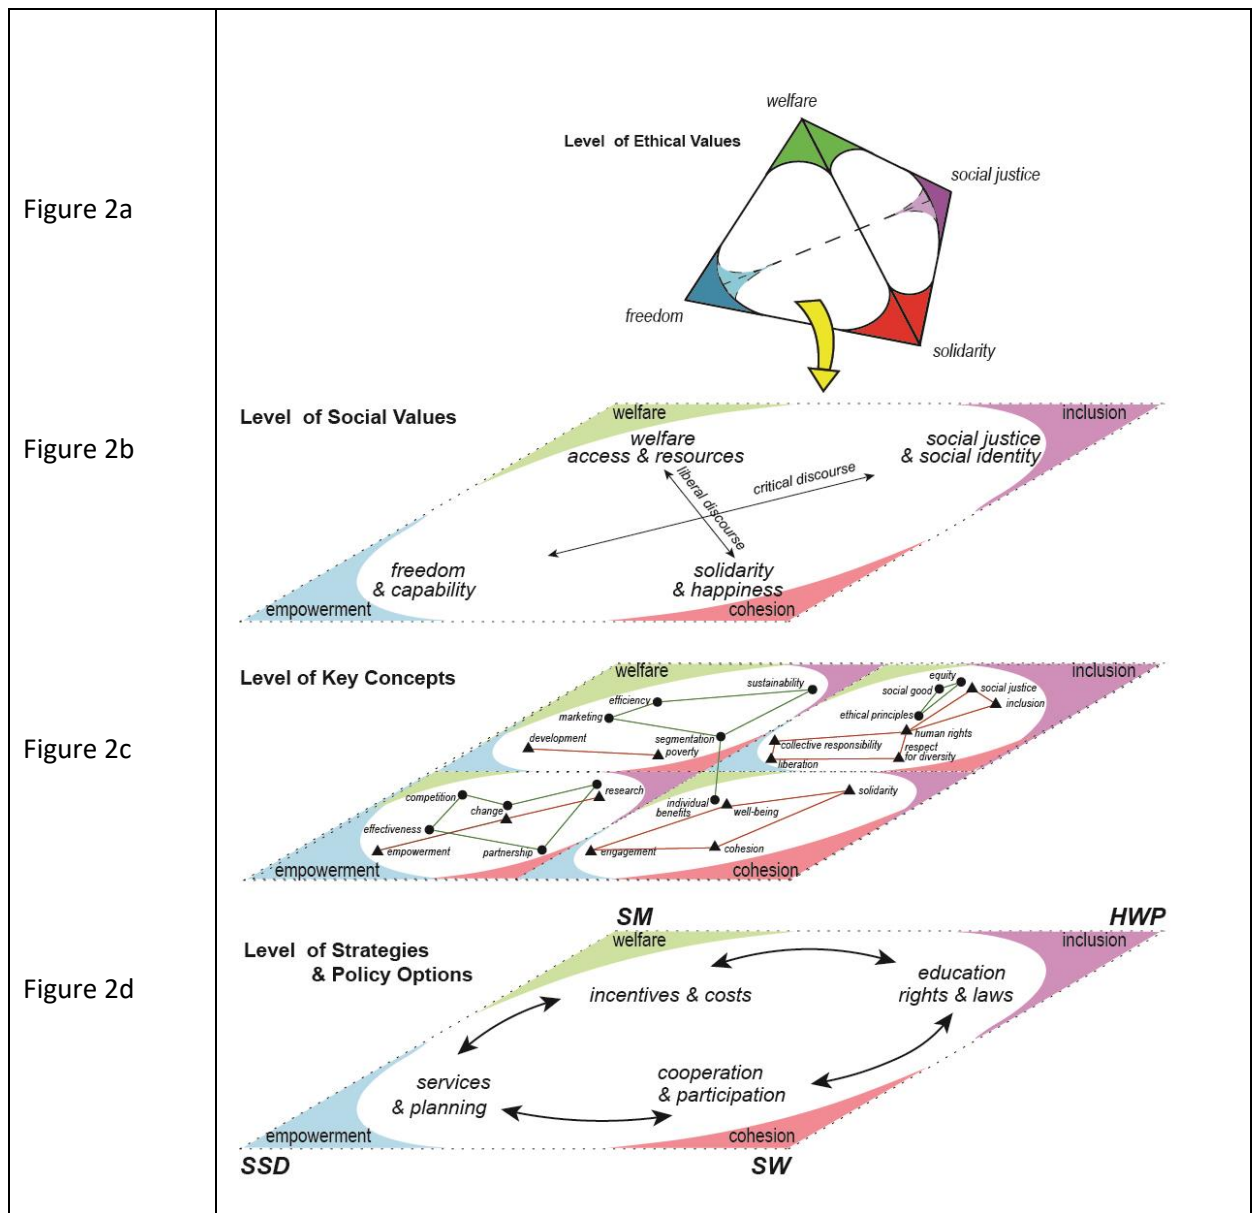 Figure 2a
Level of Ethical Values
welfare
social justice
freedom
solidarity
Figure 2b
Level of Social Values
welfare
inclusion
welfare
access & resources
social justice
& social identity
liberal discourse
critical discourse
freedom
& capability
solidarity
& happiness
empowerment
cohesion
Figure 2c
Level of Key Concepts
welfare
inclusion
sustainability
efficiency
marketing
development
segmentation
poverty
equity
social good
social justice
ethical principles
inclusion
human rights
collective responsibility
respect
for diversity
liberation
competition
change
research
effectiveness
empowerment
partnership
individual
benefits
well-being
solidarity
engagement
cohesion
empowerment
cohesion
Figure 2d
Level of Strategies
& Policy Options
SM
HWP
welfare
inclusion
incentives & costs
education
rights & laws
services
& planning
cooperation
& participation
empowerment
cohesion
SSD
SW